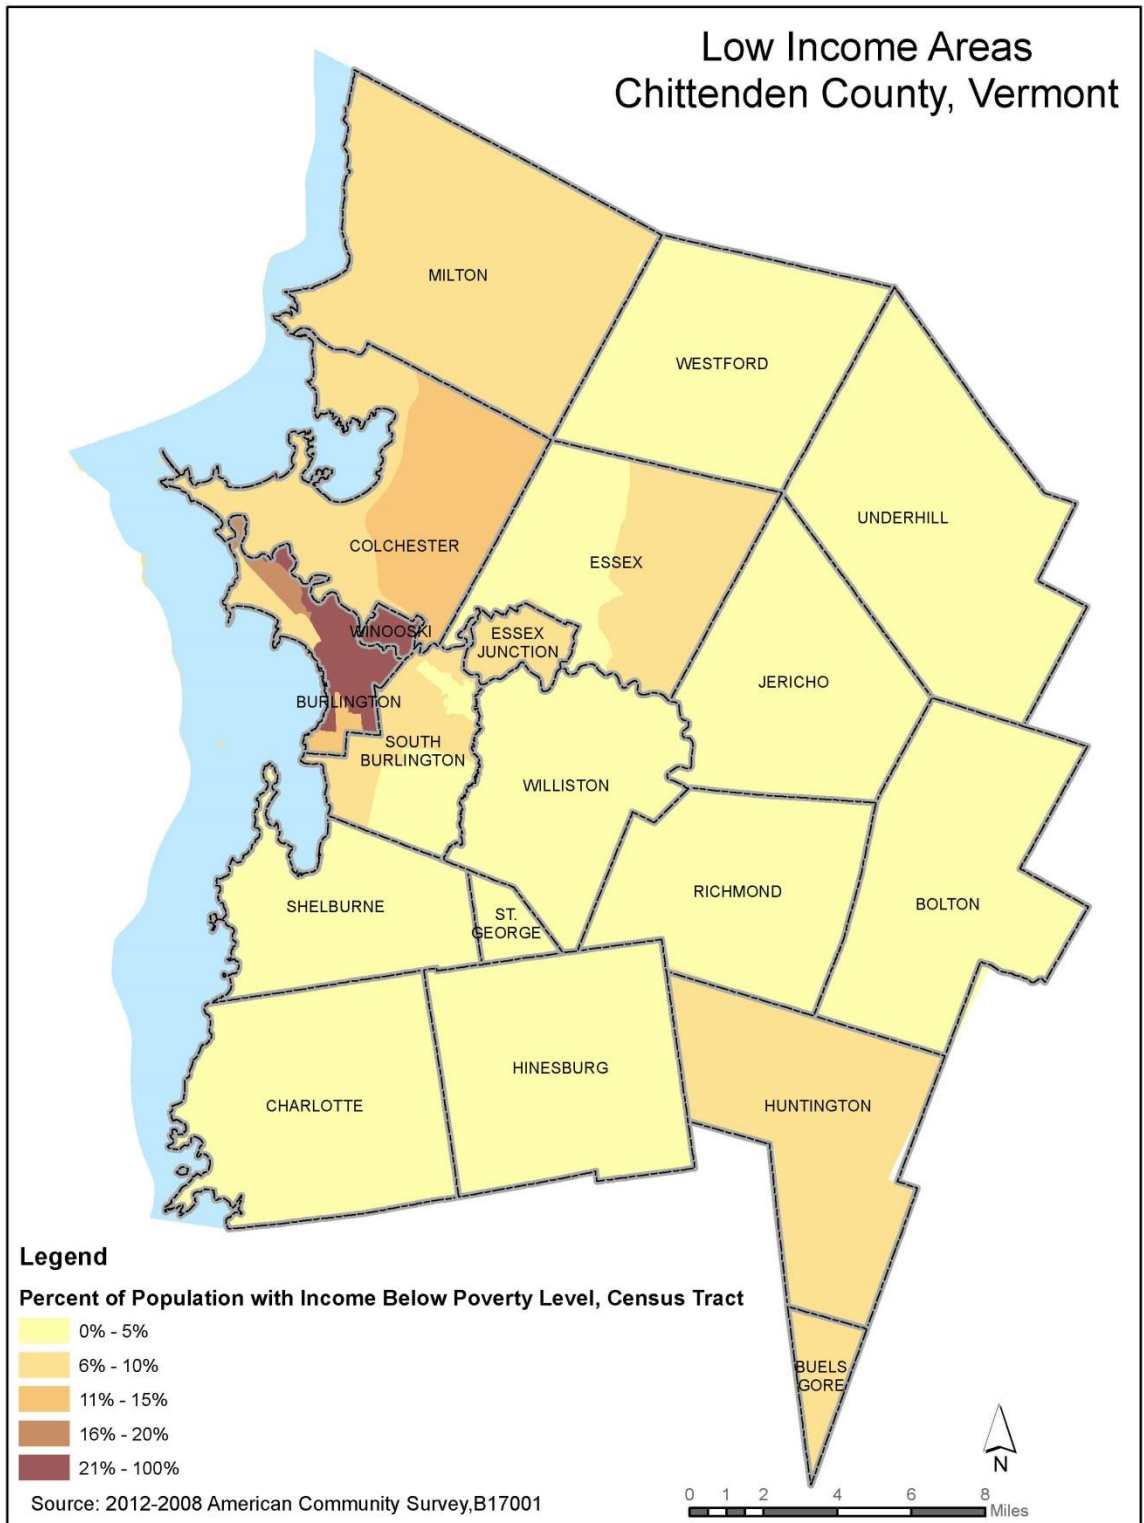 Low Income Areas
Chittenden County, Vermont
MILTON
WESTFORD
UNDERHILL
COLCHESTER
ESSEX
WINOOSKI
ESSEX
JUNCTION
JERICHO
BURLINGTON
SOUTH
BURLINGTON
WILLISTON
RICHMOND
BOLTON
SHELBURNE
ST.
GEORGE
HINESBURG
CHARLOTTE
HUNTINGTON
BUELS
GORE
Legend
Percent of Population with Income Below Poverty Level, Census Tract
0% - 5%
6% - 10%
11% - 15%
16% - 20%
21% - 100%
Source: 2012-2008 American Community Survey,B17001
N
0 1 2 4 6 8
Miles